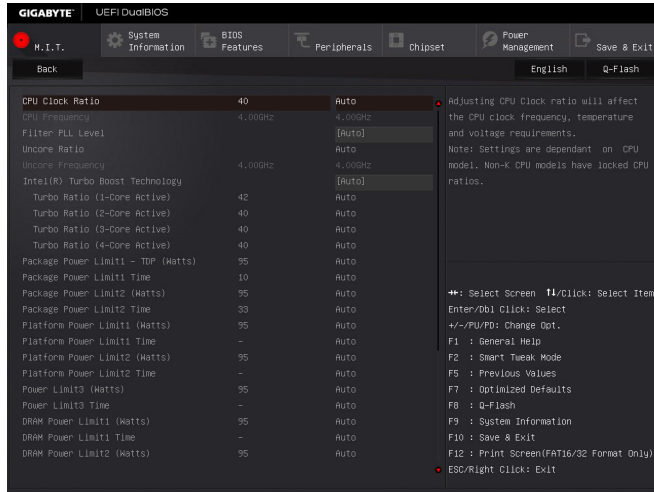 GIGABYTE™ UEFI DualBIOS
M.I.T. System Information BIOS Features Peripherals Chipset Power Management Save & Exit
Back English Q-Flash
CPU Clock Ratio 40 Auto
CPU Frequency 4.00GHz 4.00GHz
Filter PLL Level [Auto]
Uncore Ratio Auto
Uncore Frequency 4.00GHz 4.00GHz
Intel(R) Turbo Boost Technology [Auto]
Turbo Ratio (1-Core Active) 42 Auto
Turbo Ratio (2-Core Active) 40 Auto
Turbo Ratio (3-Core Active) 40 Auto
Turbo Ratio (4-Core Active) 40 Auto
Package Power Limit1 - TDP (Watts) 95 Auto
Package Power Limit1 Time 10 Auto
Package Power Limit2 (Watts) 95 Auto
Package Power Limit2 Time 33 Auto
Platform Power Limit1 (Watts) 95 Auto
Platform Power Limit1 Time - Auto
Platform Power Limit2 (Watts) 95 Auto
Platform Power Limit2 Time - Auto
Power Limit3 (Watts) 95 Auto
Power Limit3 Time - Auto
DRAM Power Limit1 (Watts) 95 Auto
DRAM Power Limit1 Time - Auto
DRAM Power Limit2 (Watts) 95 Auto
Adjusting CPU Clock ratio will affect
the CPU clock frequency, temperature
and voltage requirements.
Note: Settings are dependant on CPU
model. Non-K CPU models have locked CPU
ratios.
→←: Select Screen ↑↓/Click: Select Item
Enter/Dbl Click: Select
+/-/PU/PD: Change Opt.
F1 : General Help
F2 : Smart Tweak Mode
F5 : Previous Values
F7 : Optimized Defaults
F8 : Q-Flash
F9 : System Information
F10 : Save & Exit
F12 : Print Screen(FAT16/32 Format Only)
ESC/Right Click: Exit